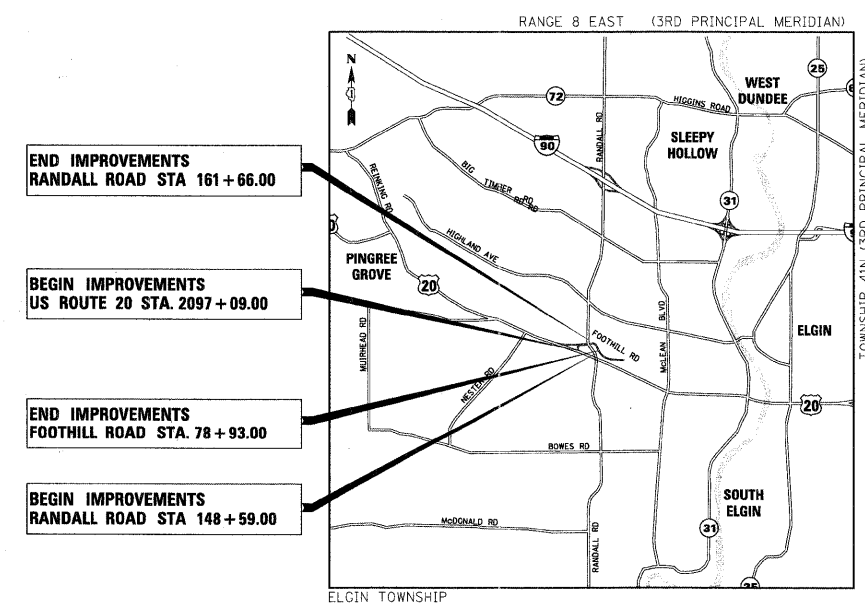 RANGE 8 EAST (3RD PRINCIPAL MERIDIAN)
TOWNSHIP 41N (3RD PRINCIPAL MERIDIAN)
END IMPROVEMENTS
RANDALL ROAD STA 161+66.00
BEGIN IMPROVEMENTS
US ROUTE 20 STA. 2097+09.00
END IMPROVEMENTS
FOOTHILL ROAD STA. 78+93.00
BEGIN IMPROVEMENTS
RANDALL ROAD STA 148+59.00
N
25
WEST
DUNDEE
72
HIGGINS ROAD
90
RANDALL RD
SLEEPY
HOLLOW
REINKING RD
BIG
TIMBER RD
31
HIGHLAND AVE
PINGREE
GROVE
20
McLEAN BLVD
ELGIN
FOOTHILL RD
MUIRHEAD RD
NESTER RD
20
BOWES RD
SOUTH
ELGIN
31
McDONALD RD
RANDALL RD
25
ELGIN TOWNSHIP